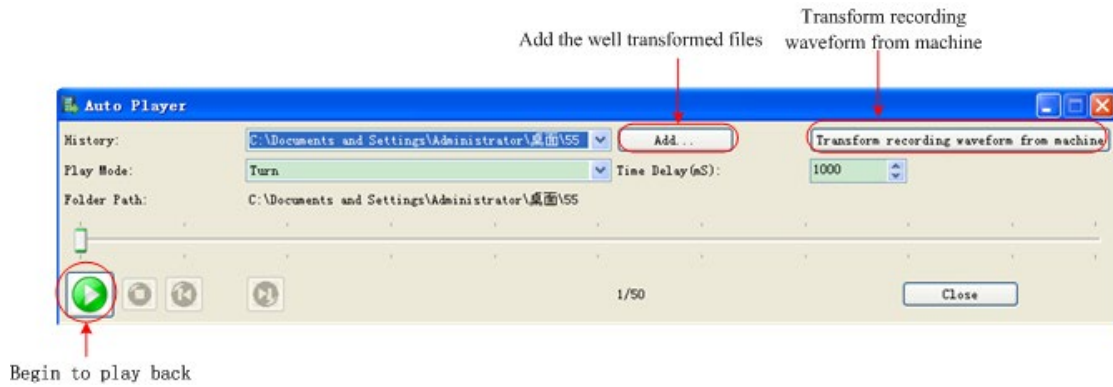 Transform recording
waveform from machine
Add the well transformed files
Auto Player
History:
C:\Documents and Settings\Administrator\桌面\55
Add...
Transform recording waveform from machine
Play Mode:
Turn
Time Delay(mS):
1000
Folder Path:
C:\Documents and Settings\Administrator\桌面\55
1/50
Close
Begin to play back